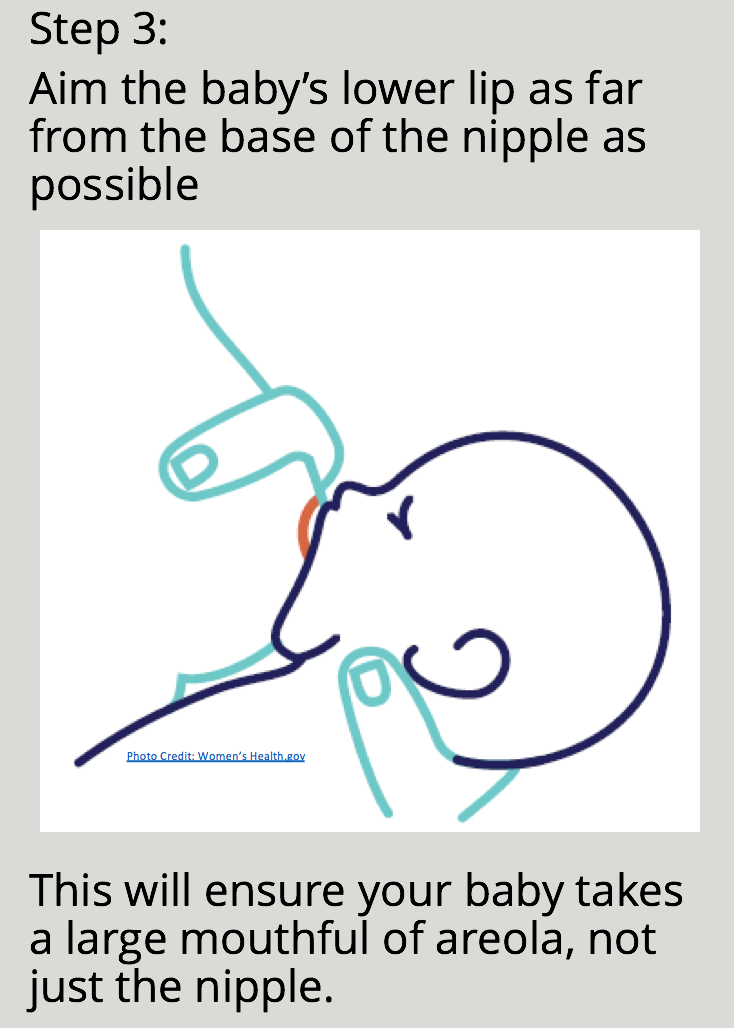 Step 3:
Aim the baby’s lower lip as far
from the base of the nipple as
possible
Photo Credit: Women’s Health.gov
This will ensure your baby takes
a large mouthful of areola, not
just the nipple.